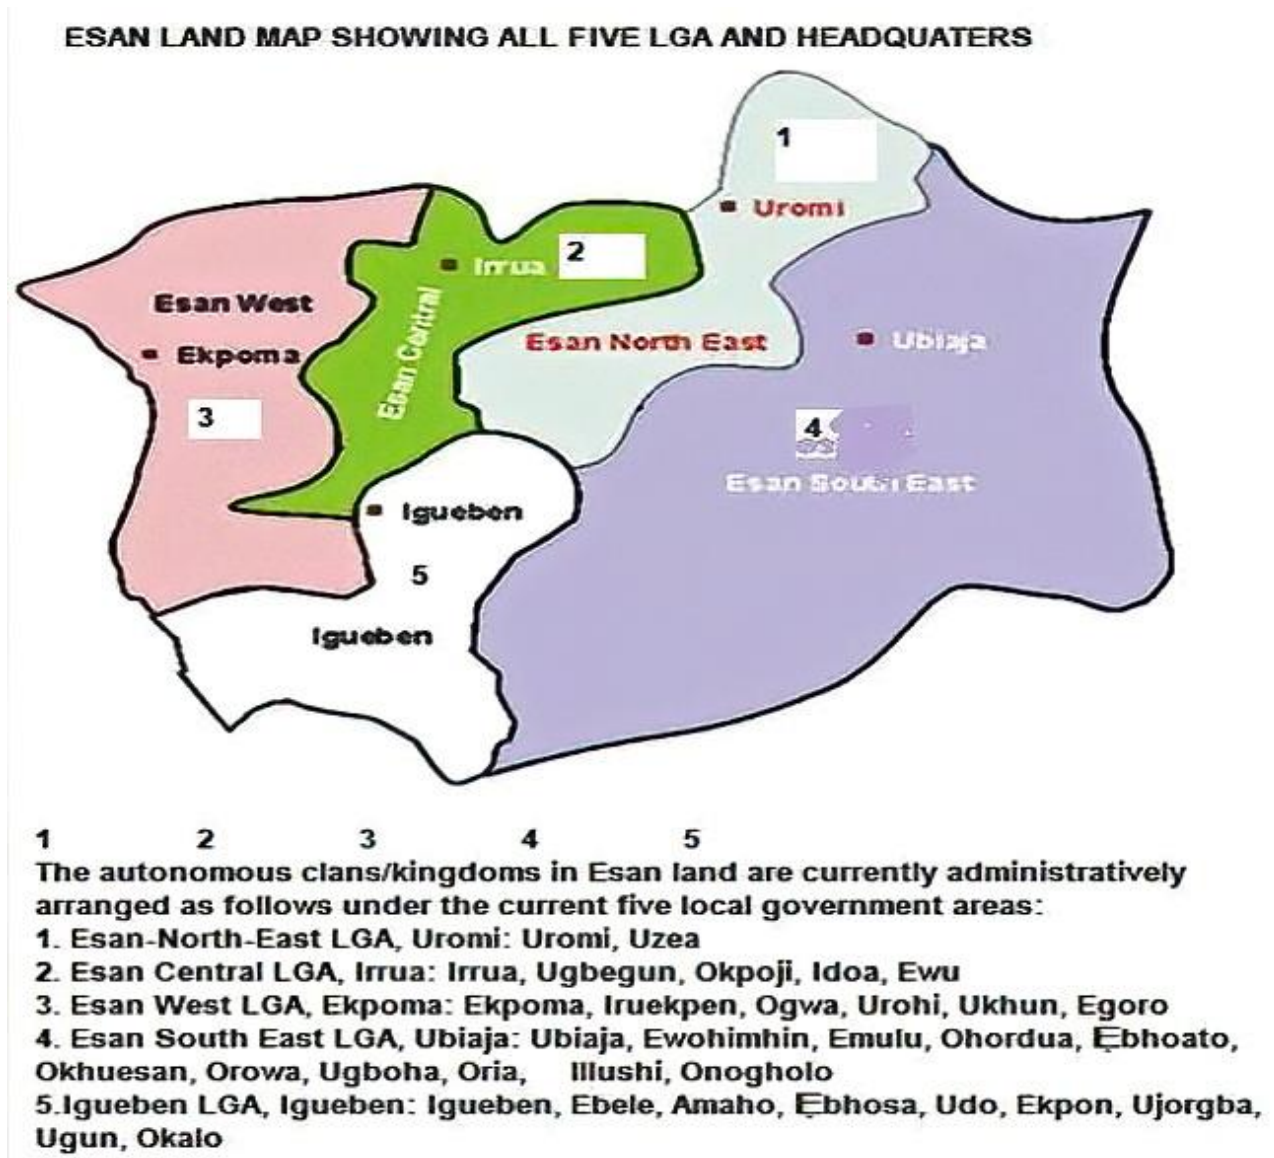 ESAN LAND MAP SHOWING ALL FIVE LGA AND HEADQUATERS
1
Uromi
2
Irrua
Esan West
Esan Central
Esan North East
Ubiaja
Ekpoma
3
4
Esan South East
Igueben
5
Igueben
1 2 3 4 5
The autonomous clans/kingdoms in Esan land are currently administratively
arranged as follows under the current five local government areas:
1. Esan-North-East LGA, Uromi: Uromi, Uzea
2. Esan Central LGA, Irrua: Irrua, Ugbegun, Okpoji, Idoa, Ewu
3. Esan West LGA, Ekpoma: Ekpoma, Iruekpen, Ogwa, Urohi, Ukhun, Egoro
4. Esan South East LGA, Ubiaja: Ubiaja, Ewohimhin, Emulu, Ohordua, Ẹbhoato,
Okhuesan, Orowa, Ugboha, Oria, Illushi, Onogholo
5.Igueben LGA, Igueben: Igueben, Ebele, Amaho, Ẹbhosa, Udo, Ekpon, Ujorgba,
Ugun, Okalo